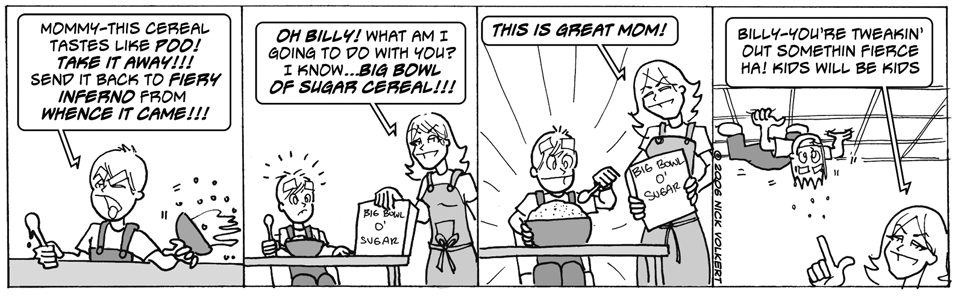 MOMMY-THIS CEREAL
TASTES LIKE POO!
TAKE IT AWAY!!!
SEND IT BACK TO FIERY
INFERNO FROM
WHENCE IT CAME!!!
OH BILLY! WHAT AM I
GOING TO DO WITH YOU?
I KNOW...BIG BOWL
OF SUGAR CEREAL!!!
BIG BOWL
O'
SUGAR
THIS IS GREAT MOM!
BIG BOWL
O'
SUGAR
© 2006 NICK VOLKERT
BILLY-YOU'RE TWEAKIN'
OUT SOMETHIN FIERCE
HA! KIDS WILL BE KIDS